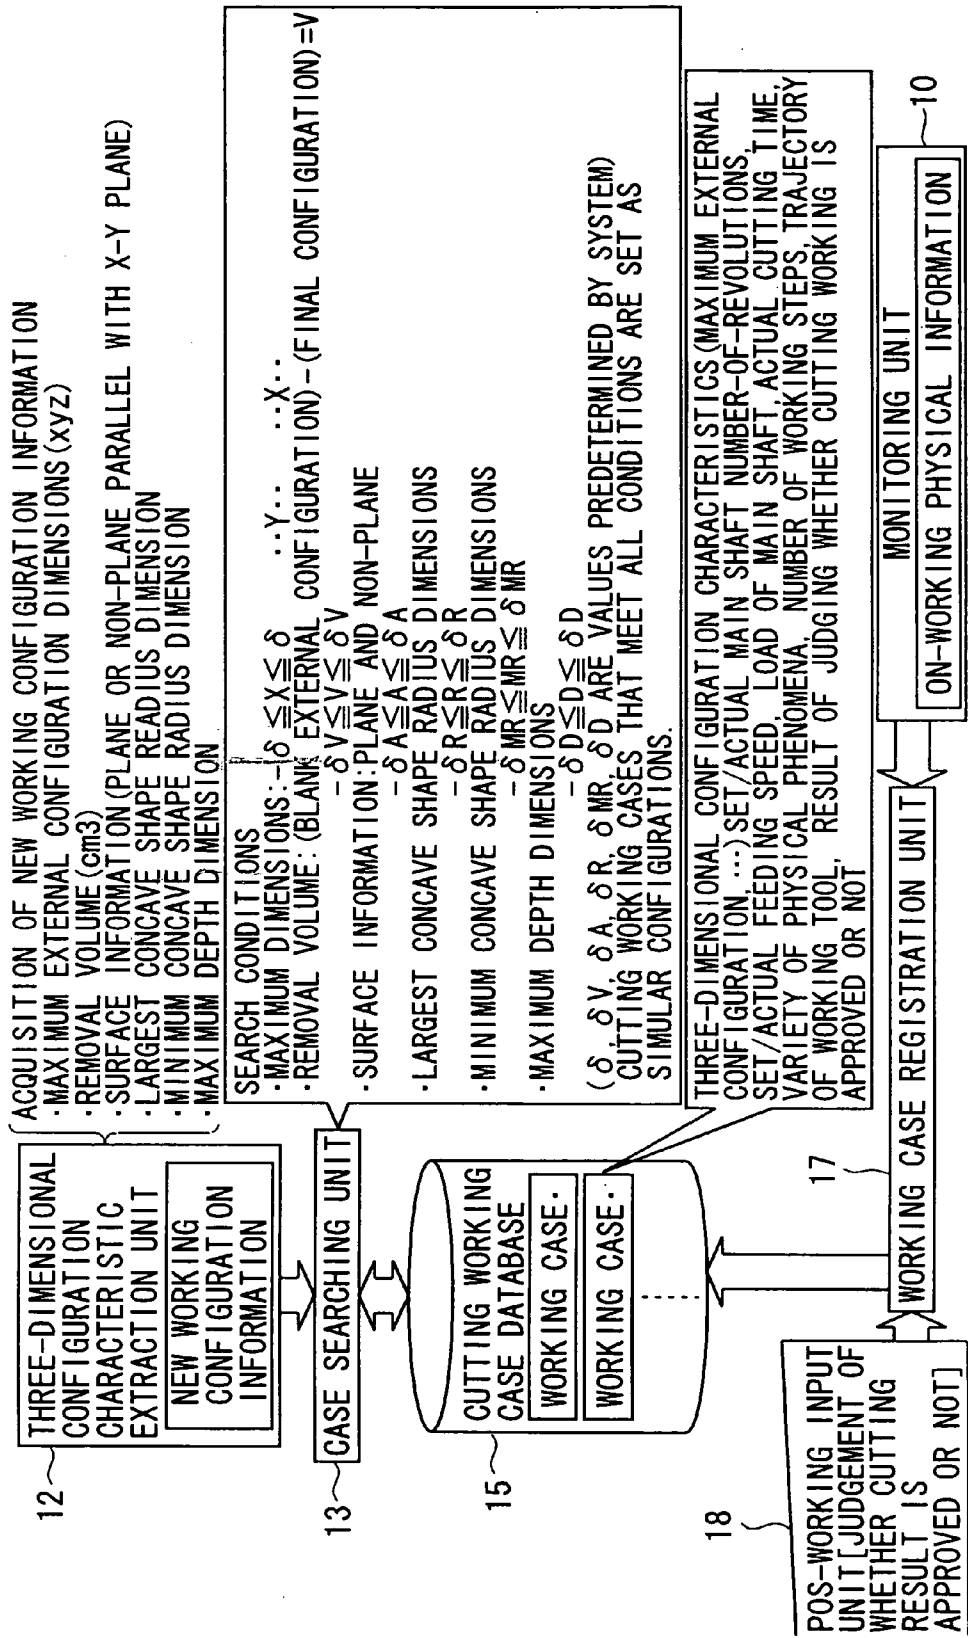 12
THREE-DIMENSIONAL
CONFIGURATION
CHARACTERISTIC
EXTRACTION UNIT
NEW WORKING
CONFIGURATION
INFORMATION
ACQUISITION OF NEW WORKING CONFIGURATION INFORMATION
・MAXIMUM EXTERNAL CONFIGURATION DIMENSIONS(xyz)
・REMOVAL VOLUME(cm3)
・SURFACE INFORMATION(PLANE OR NON-PLANE PARALLEL WITH X-Y PLANE)
・LARGEST CONCAVE SHAPE READIUS DIMENSION
・MINIMUM CONCAVE SHAPE RADIUS DIMENSION
・MAXIMUM DEPTH DIMENSION
13
CASE SEARCHING UNIT
SEARCH CONDITIONS
・MAXIMUM DIMENSIONS:-δ ≦X≦δ ・・Y・・ ・・X・・
・REMOVAL VOLUME:(BLANK EXTERNAL CONFIGURATION)-(FINAL CONFIGURATION)=V
-δV≦V≦δV
・SURFACE INFORMATION:PLANE AND NON-PLANE
-δA≦A≦δA
・LARGEST CONCAVE SHAPE RADIUS DIMENSIONS
-δR≦R≦δR
・MINIMUM CONCAVE SHAPE RADIUS DIMENSIONS
-δMR≦MR≦δMR
・MAXIMUM DEPTH DIMENSIONS
-δD≦D≦δD
(δ, δV, δA, δR, δMR, δD ARE VALUES PREDETERMINED BY SYSTEM)
CUTTING WORKING CASES THAT MEET ALL CONDITIONS ARE SET AS
SIMULAR CONFIGURATIONS.
15
CUTTING WORKING
CASE DATABASE
WORKING CASE・
WORKING CASE・
THREE-DIMENSIONAL CONFIGURATION CHARACTERISTICS(MAXIMUM EXTERNAL
CONFIGURATION ...)SET/ACTUAL MAIN SHAFT NUMBER-OF-REVOLUTIONS,
SET/ACTUAL FEEDING SPEED, LOAD OF MAIN SHAFT,ACTUAL CUTTING TIME,
VARIETY OF PHYSICAL PHENOMENA, NUMBER OF WORKING STEPS,TRAJECTORY
OF WORKING TOOL, RESULT OF JUDGING WHETHER CUTTING WORKING IS
APPROVED OR NOT
18
POS-WORKING INPUT
UNIT[JUDGEMENT OF
WHETHER CUTTING
RESULT IS
APPROVED OR NOT]
17
WORKING CASE REGISTRATION UNIT
MONITORING UNIT
ON-WORKING PHYSICAL INFORMATION
10